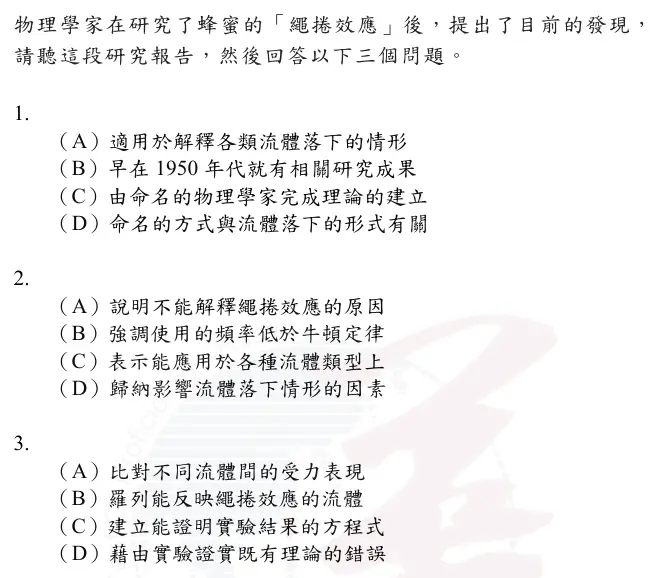 物理學家在研究了蜂蜜的「繩捲效應」後，提出了目前的發現，
請聽這段研究報告，然後回答以下三個問題。
1.
（A）適用於解釋各類流體落下的情形
（B）早在 1950 年代就有相關研究成果
（C）由命名的物理學家完成理論的建立
（D）命名的方式與流體落下的形式有關
2.
（A）說明不能解釋繩捲效應的原因
（B）強調使用的頻率低於牛頓定律
（C）表示能應用於各種流體類型上
（D）歸納影響流體落下情形的因素
3.
（A）比對不同流體間的受力表現
（B）羅列能反映繩捲效應的流體
（C）建立能證明實驗結果的方程式
（D）藉由實驗證實既有理論的錯誤